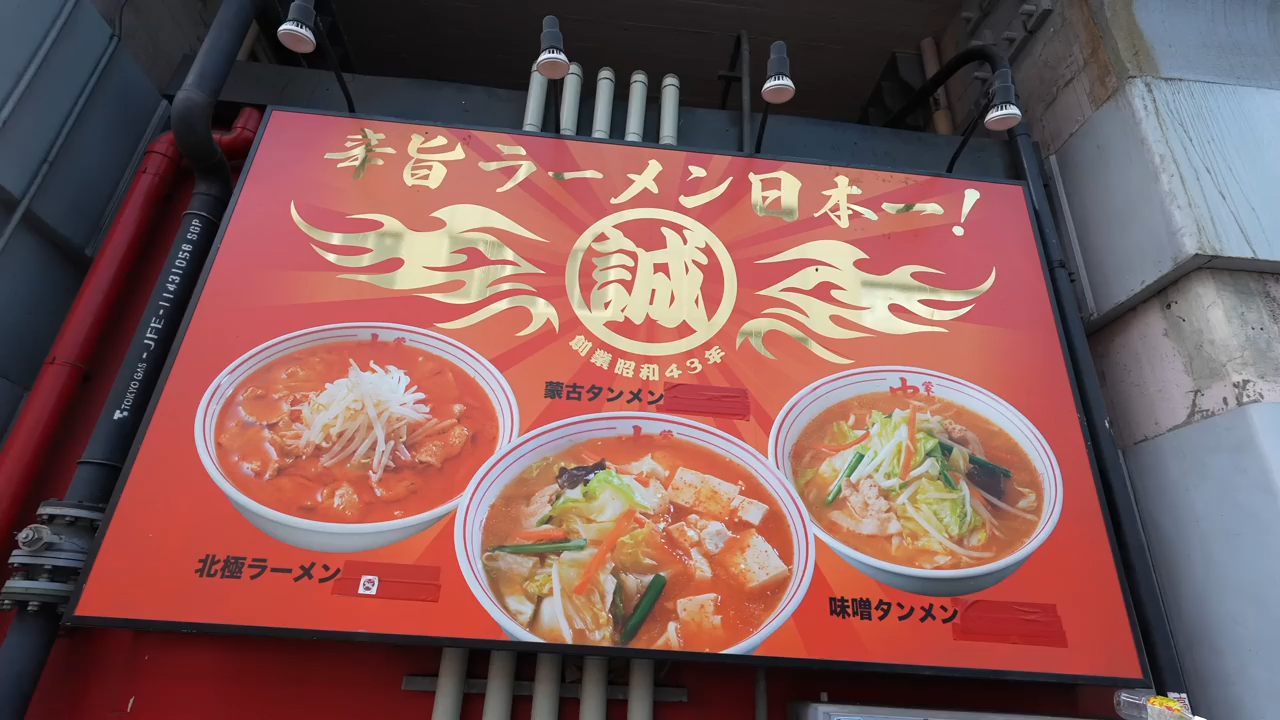 辛旨ラーメン日本一!
誠
創業昭和43年
蒙古タンメン
北極ラーメン
味噌タンメン
TOKYO GAS - JFE - 11431058 SGP